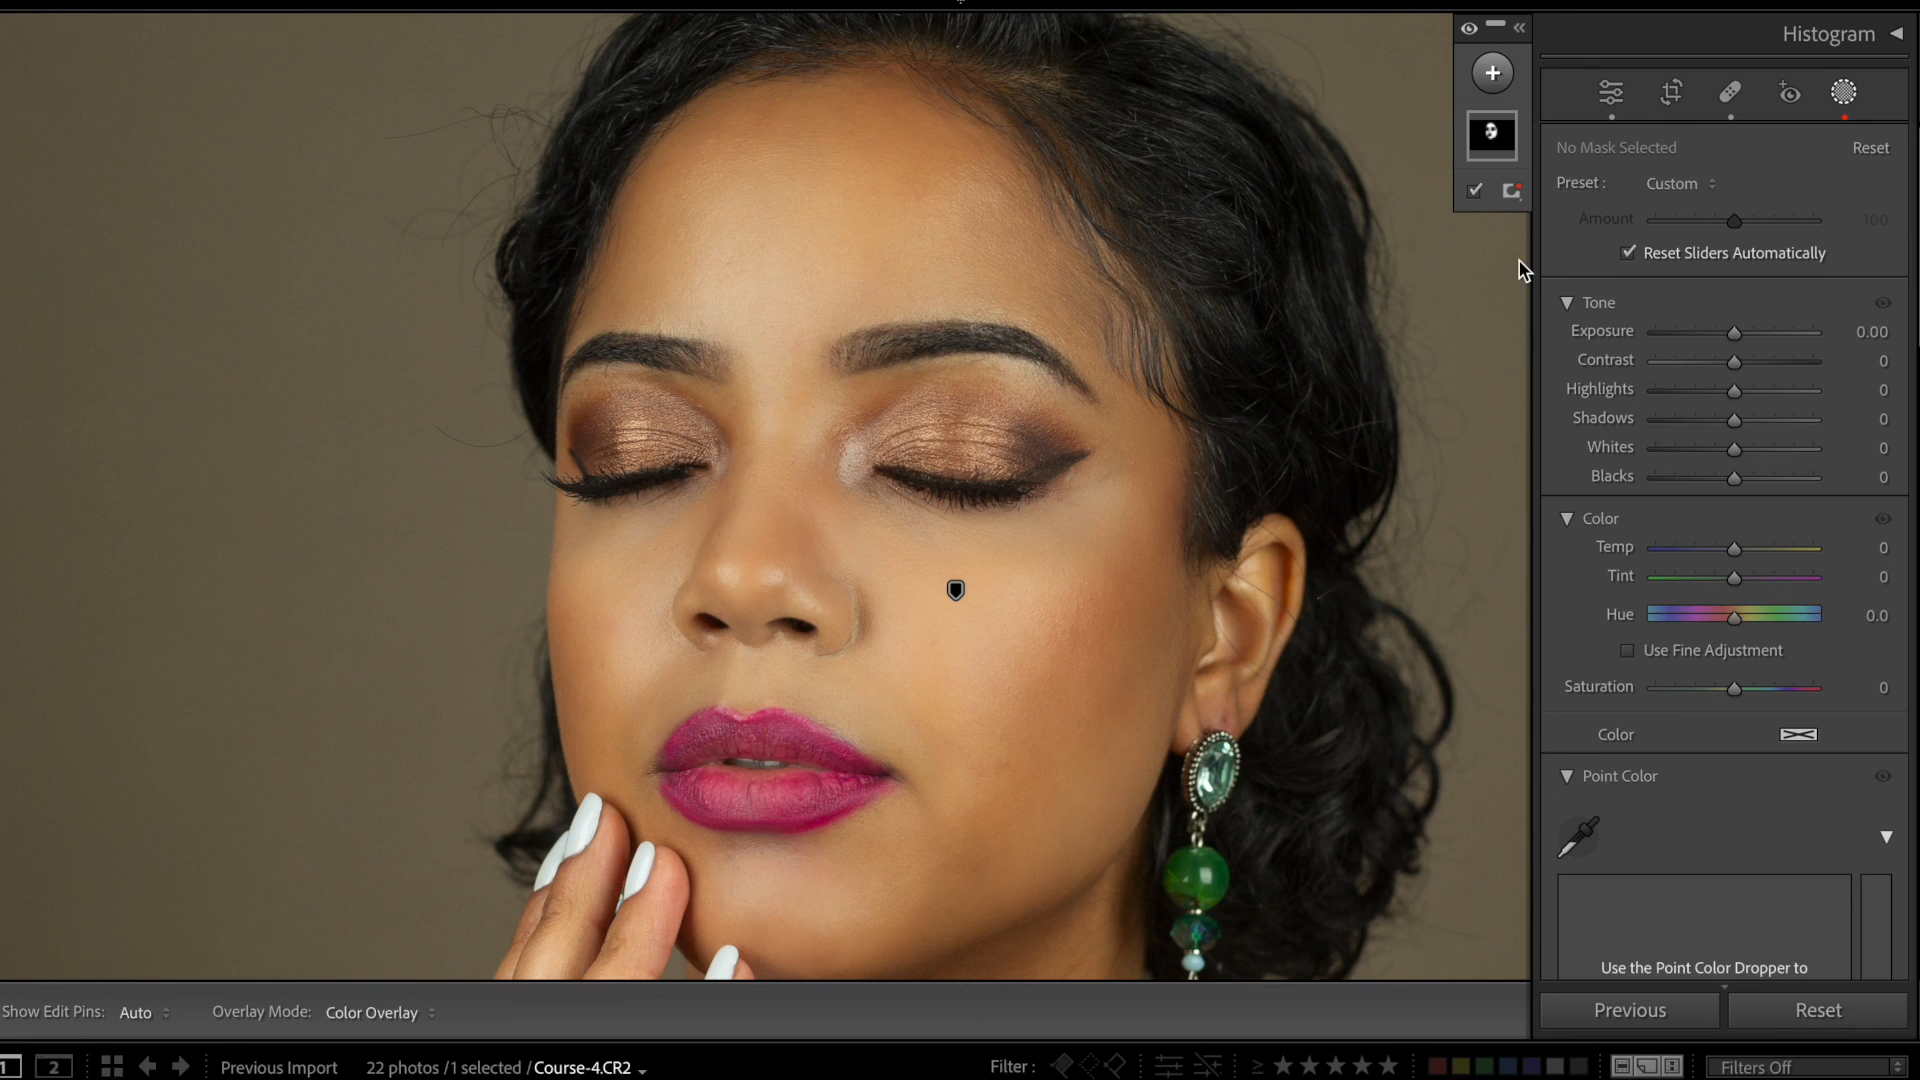 Histogram
No Mask Selected Reset
Preset : Custom
Amount 100
Reset Sliders Automatically
Tone
Exposure 0.00
Contrast 0
Highlights 0
Shadows 0
Whites 0
Blacks 0
Color
Temp 0
Tint 0
Hue 0.0
Use Fine Adjustment
Saturation 0
Color
Point Color
Use the Point Color Dropper to
Previous Reset
Show Edit Pins: Auto Overlay Mode: Color Overlay
1 2 Previous Import 22 photos /1 selected / Course-4.CR2 Filter : ≥ Filters Off